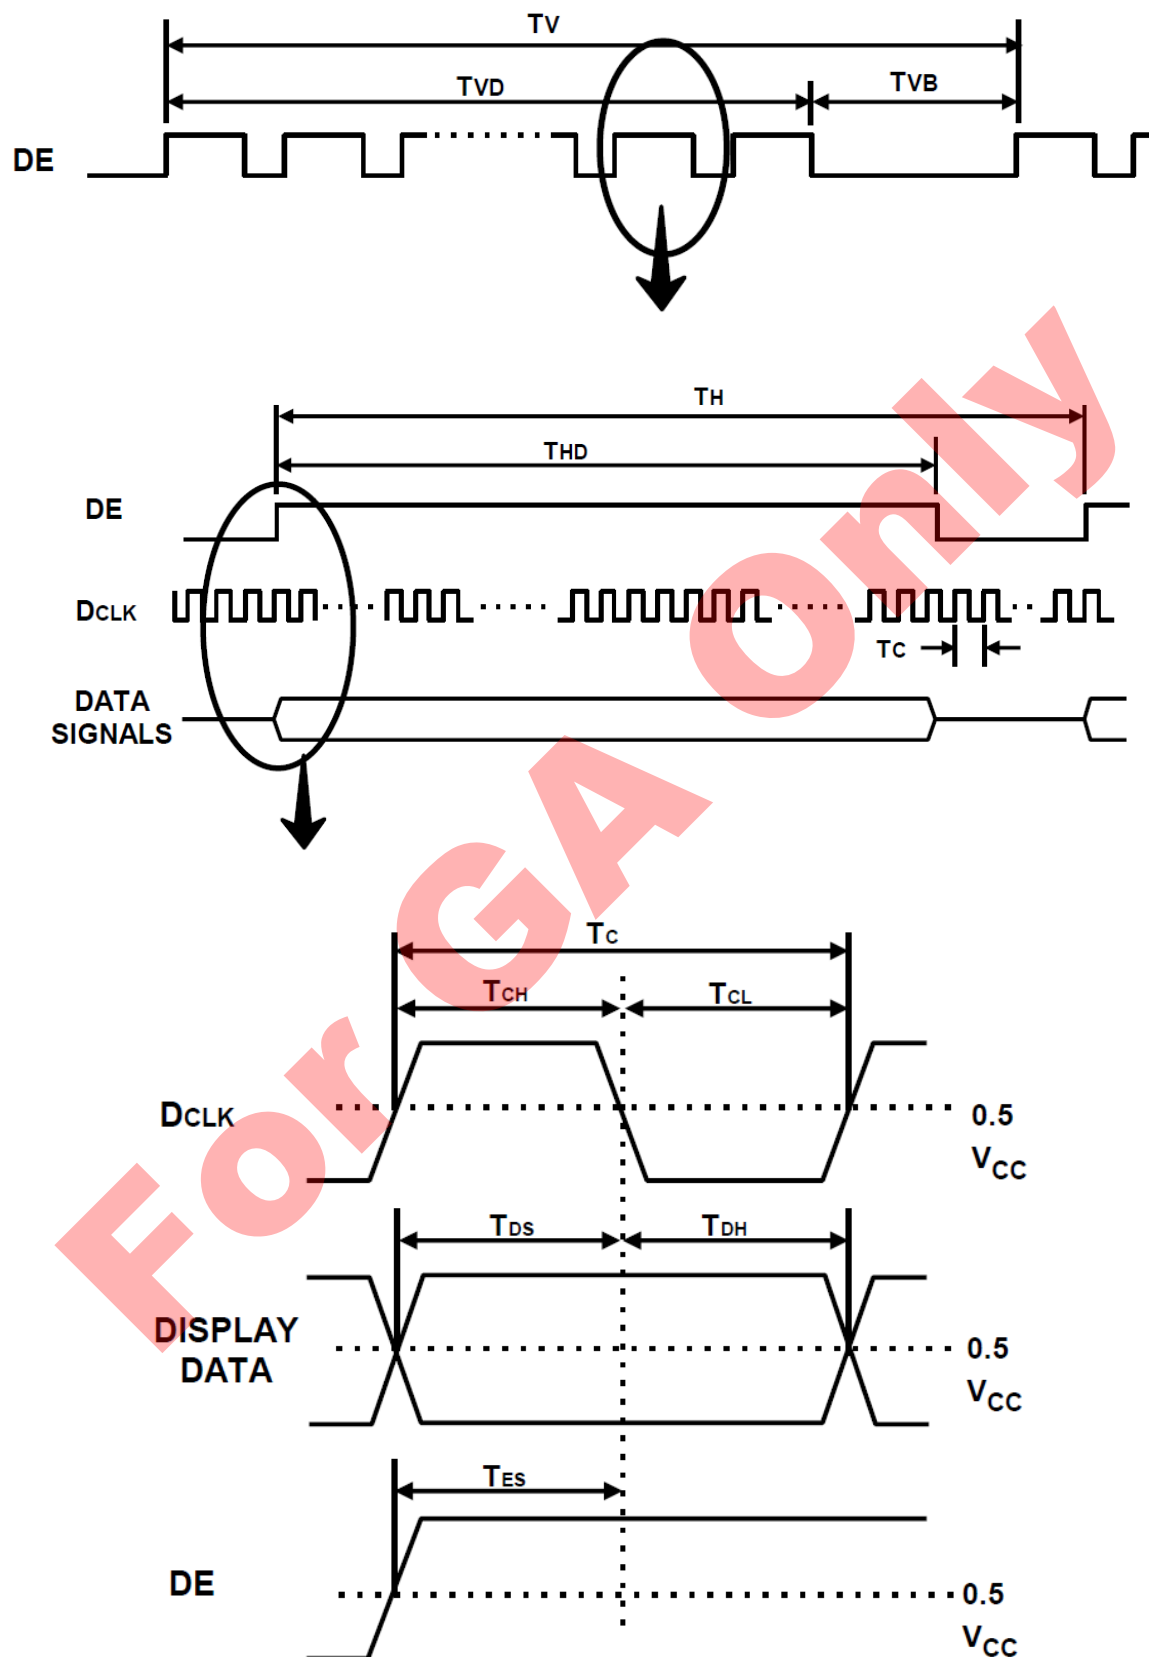 TV
TVD
TVB
DE
TH
THD
DE
DCLK
TC
DATA
SIGNALS
TC
TCH
TCL
DCLK
0.5
VCC
TDS
TDH
DISPLAY
DATA
0.5
VCC
TES
DE
0.5
VCC
For GA Only